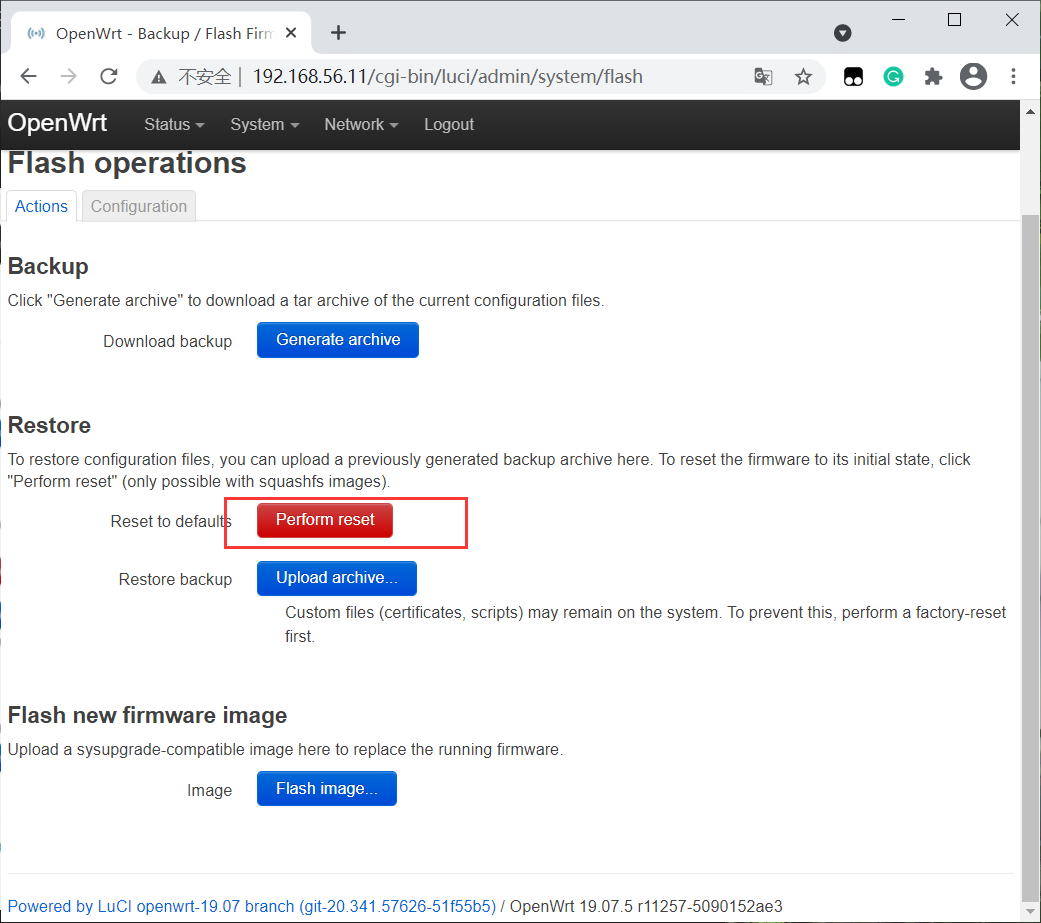 OpenWrt - Backup / Flash Firm
不安全 | 192.168.56.11/cgi-bin/luci/admin/system/flash
OpenWrt Status System Network Logout
Flash operations
Actions Configuration
Backup
Click "Generate archive" to download a tar archive of the current configuration files.
Download backup Generate archive
Restore
To restore configuration files, you can upload a previously generated backup archive here. To reset the firmware to its initial state, click
"Perform reset" (only possible with squashfs images).
Reset to defaults Perform reset
Restore backup Upload archive...
Custom files (certificates, scripts) may remain on the system. To prevent this, perform a factory-reset
first.
Flash new firmware image
Upload a sysupgrade-compatible image here to replace the running firmware.
Image Flash image...
Powered by LuCI openwrt-19.07 branch (git-20.341.57626-51f55b5) / OpenWrt 19.07.5 r11257-5090152ae3